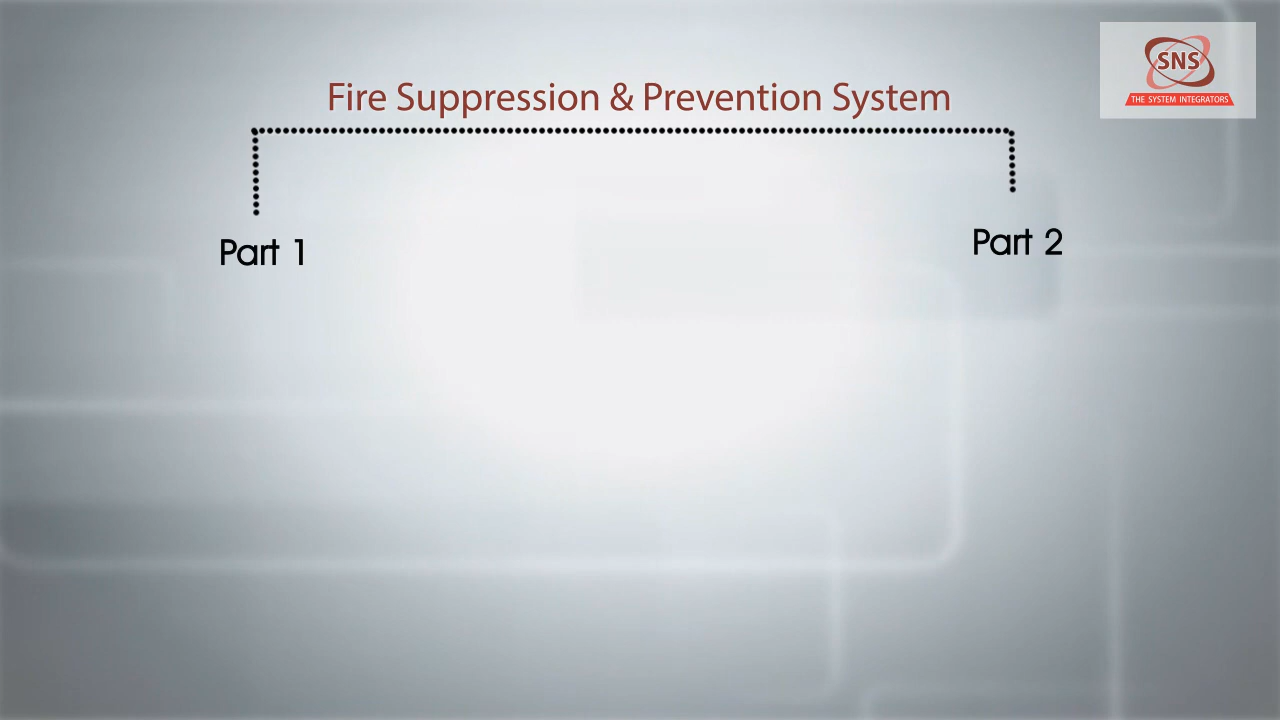 SNS
THE SYSTEM INTEGRATORS
Fire Suppression & Prevention System
Part 1
Part 2